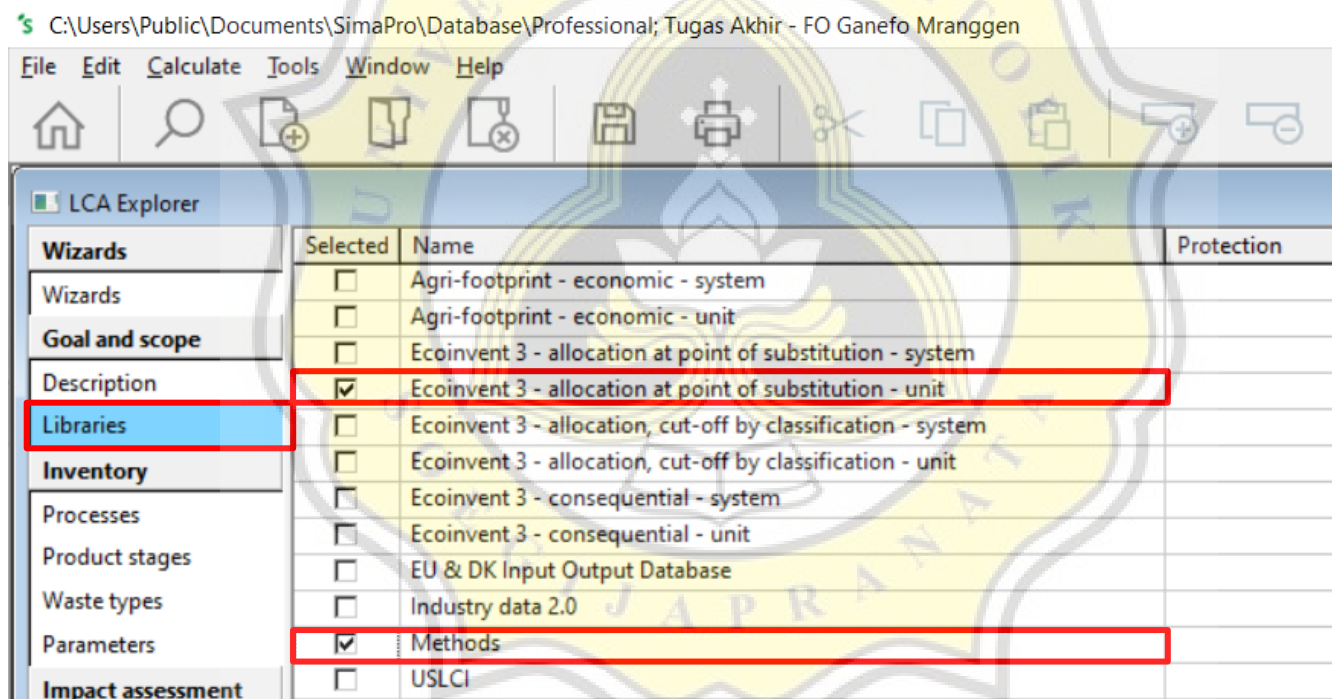 C:\Users\Public\Documents\SimaPro\Database\Professional; Tugas Akhir - FO Ganefo Mranggen
File Edit Calculate Tools Window Help
LCA Explorer
Wizards
Wizards
Goal and scope
Description
Libraries
Inventory
Processes
Product stages
Waste types
Parameters
Impact assessment
Selected Name Protection
Agri-footprint - economic - system
Agri-footprint - economic - unit
Ecoinvent 3 - allocation at point of substitution - system
Ecoinvent 3 - allocation at point of substitution - unit
Ecoinvent 3 - allocation, cut-off by classification - system
Ecoinvent 3 - allocation, cut-off by classification - unit
Ecoinvent 3 - consequential - system
Ecoinvent 3 - consequential - unit
EU & DK Input Output Database
Industry data 2.0
Methods
USLCI